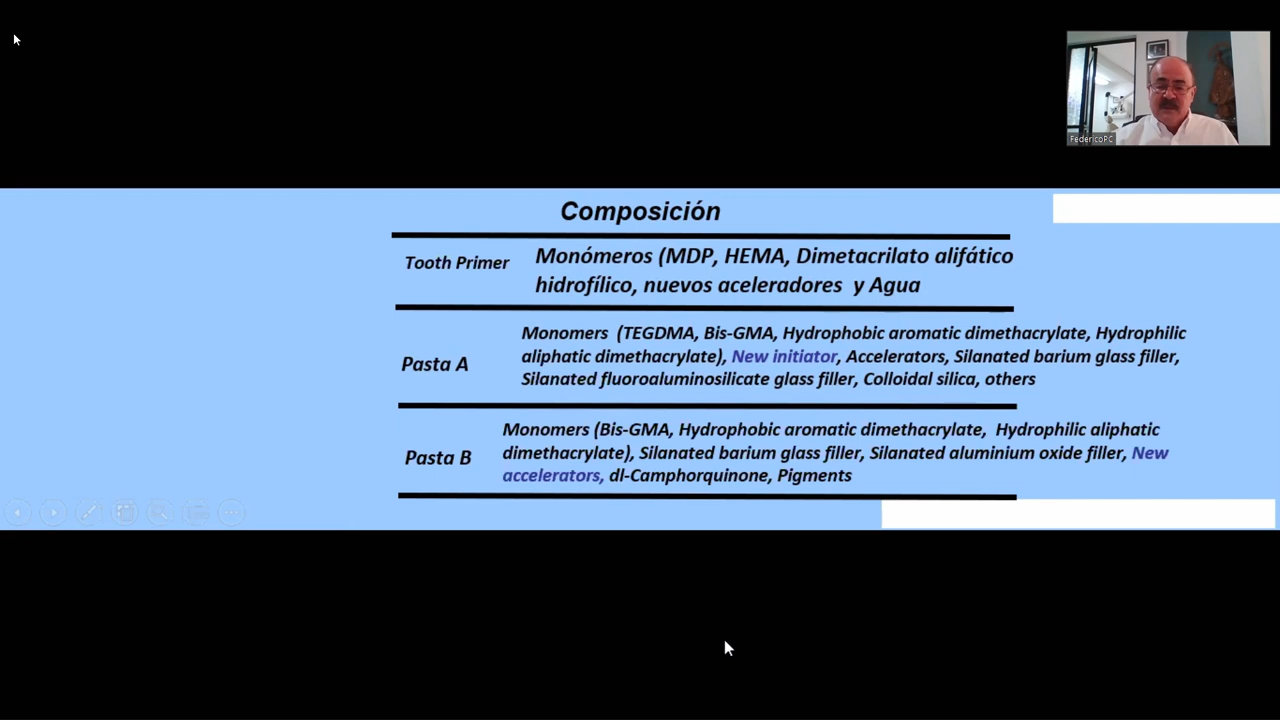 FedericoPC
Composición
Tooth Primer
Monómeros (MDP, HEMA, Dimetacrilato alifático
hidrofílico, nuevos aceleradores y Agua
Pasta A
Monomers (TEGDMA, Bis-GMA, Hydrophobic aromatic dimethacrylate, Hydrophilic
aliphatic dimethacrylate), New initiator, Accelerators, Silanated barium glass filler,
Silanated fluoroaluminosilicate glass filler, Colloidal silica, others
Pasta B
Monomers (Bis-GMA, Hydrophobic aromatic dimethacrylate, Hydrophilic aliphatic
dimethacrylate), Silanated barium glass filler, Silanated aluminium oxide filler, New
accelerators, dl-Camphorquinone, Pigments